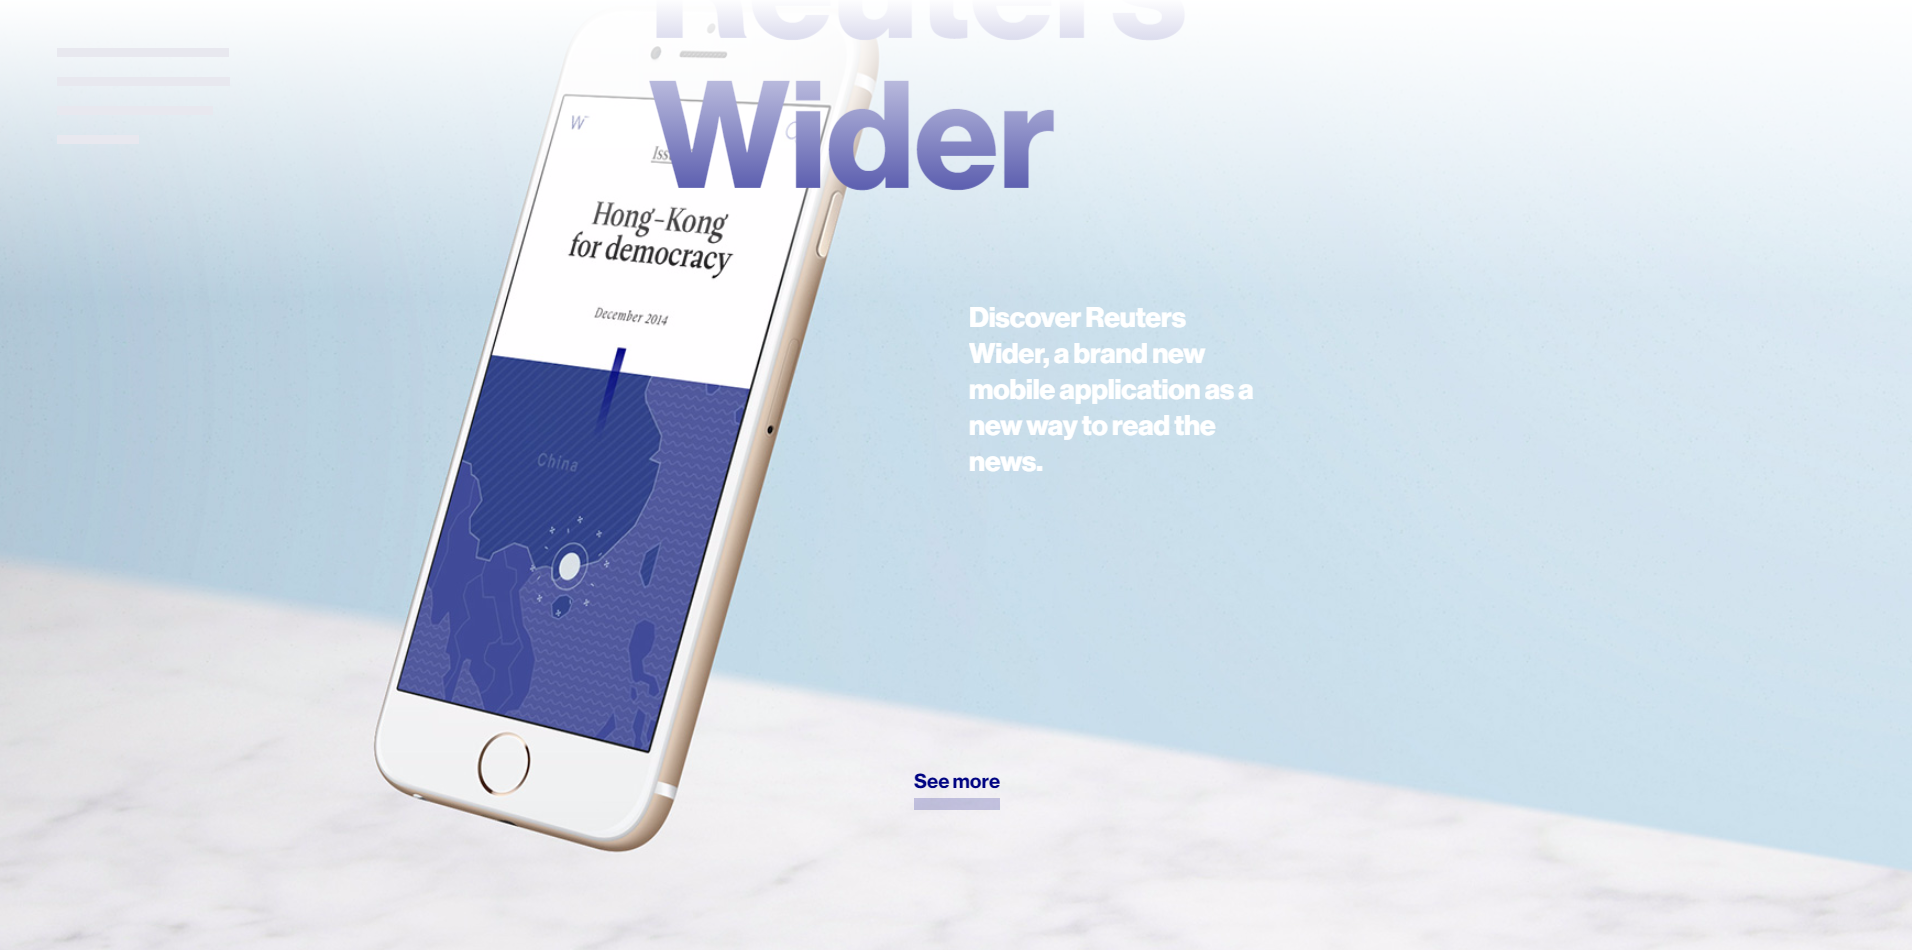 Reuters
Wider
W
Hong-Kong
for democracy
December 2014
China
Discover Reuters
Wider, a brand new
mobile application as a
new way to read the
news.
See more